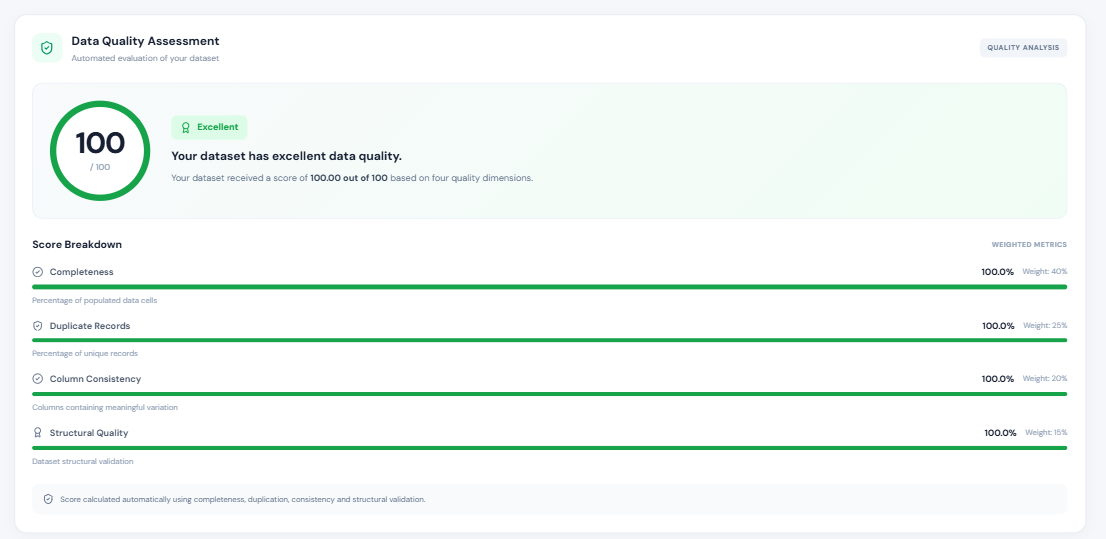 Data Quality Assessment
Automated evaluation of your dataset
QUALITY ANALYSIS
100
/ 100
Excellent
Your dataset has excellent data quality.
Your dataset received a score of 100.00 out of 100 based on four quality dimensions.
Score Breakdown
WEIGHTED METRICS
Completeness
100.0% Weight: 40%
Percentage of populated data cells
Duplicate Records
100.0% Weight: 25%
Percentage of unique records
Column Consistency
100.0% Weight: 20%
Columns containing meaningful variation
Structural Quality
100.0% Weight: 15%
Dataset structural validation
Score calculated automatically using completeness, duplication, consistency and structural validation.